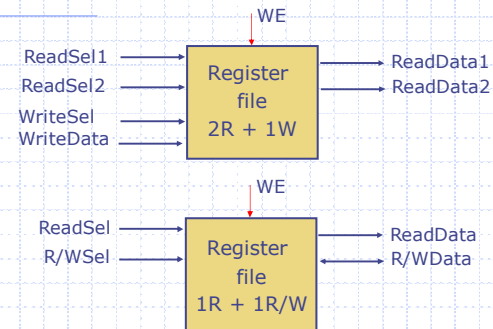 WE
ReadSel1
ReadSel2
WriteSel
WriteData
Register
file
2R + 1W
ReadData1
ReadData2
WE
ReadSel
R/WSel
Register
file
1R + 1R/W
ReadData
R/WData